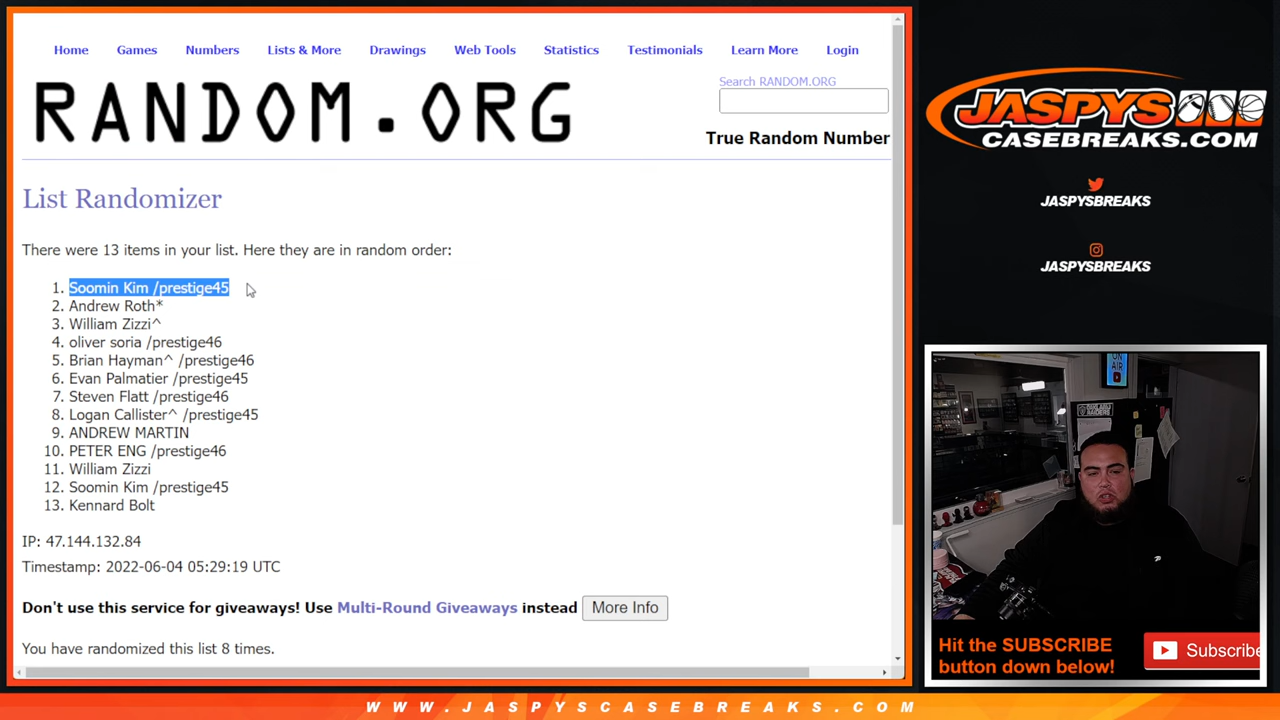 Home Games Numbers Lists & More Drawings Web Tools Statistics Testimonials Learn More Login
Search RANDOM.ORG
RANDOM.ORG
True Random Number
List Randomizer
There were 13 items in your list. Here they are in random order:
1. Soomin Kim /prestige45
2. Andrew Roth*
3. William Zizzi^
4. oliver soria /prestige46
5. Brian Hayman^ /prestige46
6. Evan Palmatier /prestige45
7. Steven Flatt /prestige46
8. Logan Callister^ /prestige45
9. ANDREW MARTIN
10. PETER ENG /prestige46
11. William Zizzi
12. Soomin Kim /prestige45
13. Kennard Bolt
IP: 47.144.132.84
Timestamp: 2022-06-04 05:29:19 UTC
Don't use this service for giveaways! Use Multi-Round Giveaways instead More Info
You have randomized this list 8 times.
JASPYS
CASEBREAKS.COM
JASPYSBREAKS
JASPYSBREAKS
ON
AIR
Hit the SUBSCRIBE
button down below!
Subscribe
WWW.JASPYSCASEBREAKS.COM